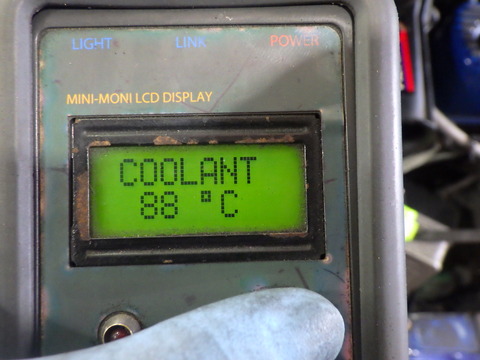 LIGHT LINK POWER
MINI-MONI LCD DISPLAY
COOLANT
88 °C